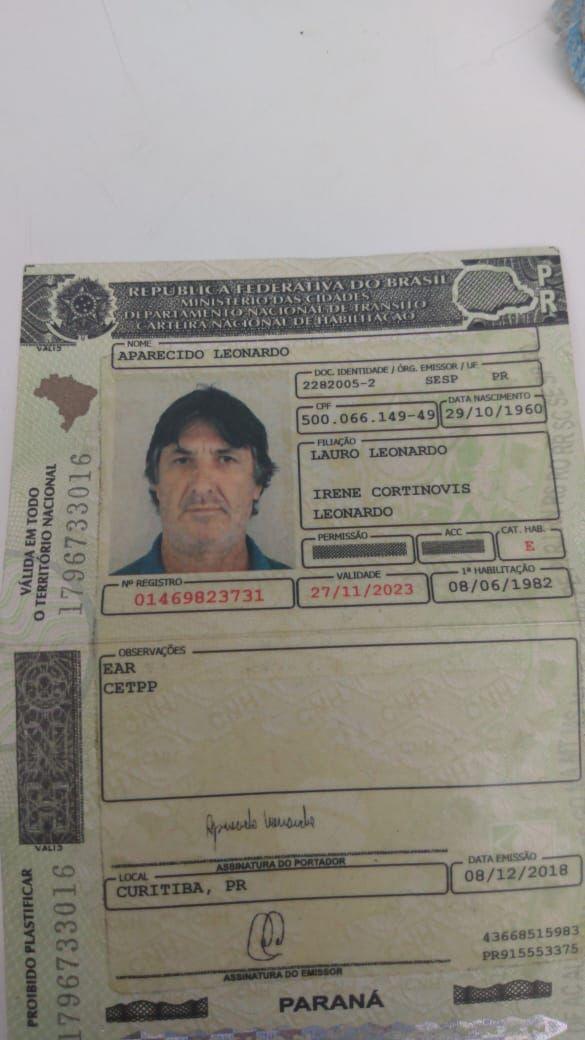 REPÚBLICA FEDERATIVA DO BRASIL
MINISTÉRIO DAS CIDADES
DEPARTAMENTO NACIONAL DE TRÂNSITO
CARTEIRA NACIONAL DE HABILITAÇÃO
PR
NOME
APARECIDO LEONARDO
DOC. IDENTIDADE / ÓRG. EMISSOR / UF
2282005-2 SESP PR
CPF
500.066.149-49
DATA NASCIMENTO
29/10/1960
FILIAÇÃO
LAURO LEONARDO
IRENE CORTINOVIS
LEONARDO
PERMISSÃO
ACC
CAT. HAB.
E
Nº REGISTRO
01469823731
VALIDADE
27/11/2023
1ª HABILITAÇÃO
08/06/1982
VÁLIDA EM TODO
O TERRITÓRIO NACIONAL
1796733016
OBSERVAÇÕES
EAR
CETPP
ASSINATURA DO PORTADOR
LOCAL
CURITIBA, PR
DATA EMISSÃO
08/12/2018
43668515983
PR915553375
ASSINATURA DO EMISSOR
PROIBIDO PLASTIFICAR
1796733016
PARANÁ